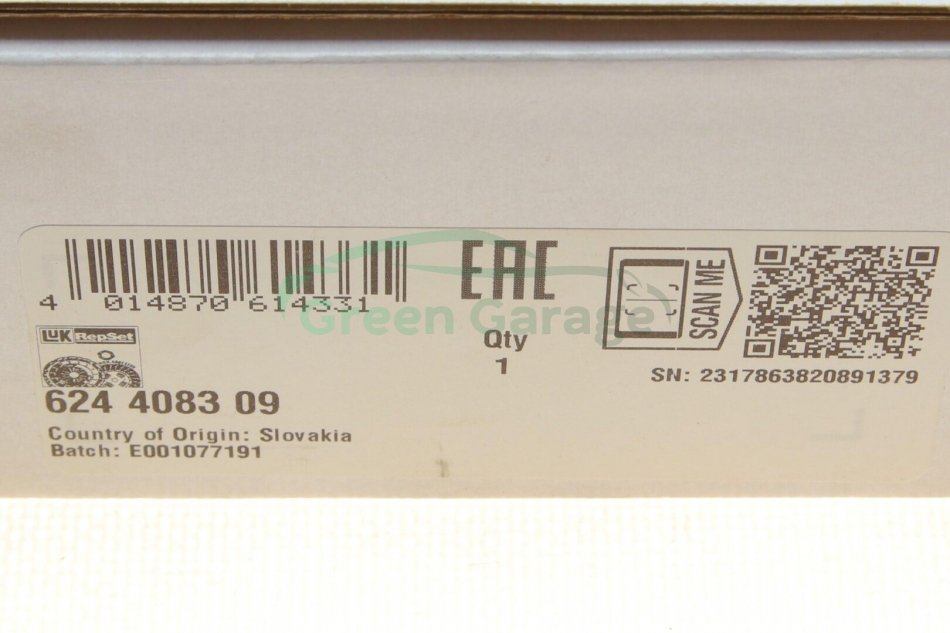 4 014870 614331
EAC
SCAN ME
LuK RepSet
Green Garage
Qty
1
SN: 2317863820891379
624 4083 09
Country of Origin: Slovakia
Batch: E001077191